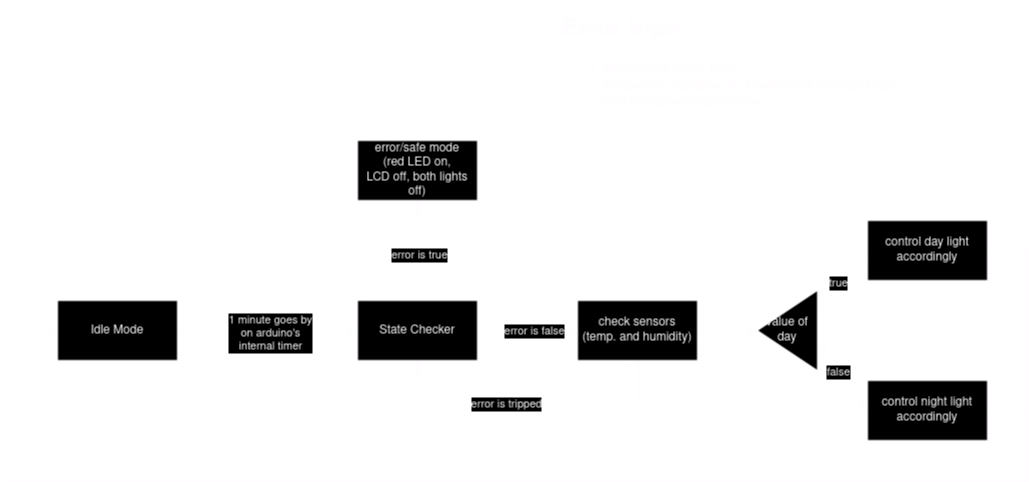 error/safe mode
(red LED on,
LCD off, both lights
off)
error is true
control day light
accordingly
true
Idle Mode
1 minute goes by
on arduino's
internal timer
State Checker
error is false
check sensors
(temp. and humidity)
value of
day
false
error is tripped
control night light
accordingly